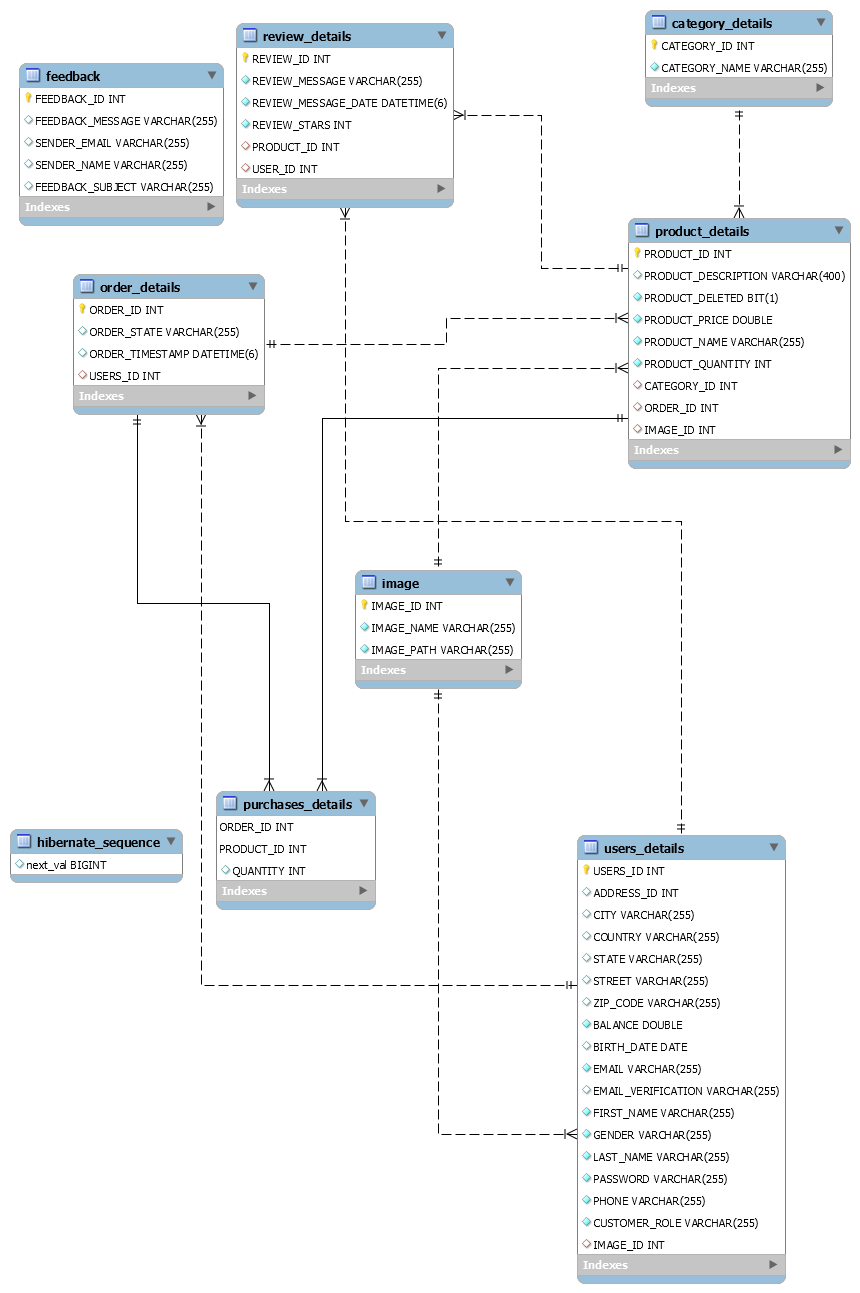 category_details
CATEGORY_ID INT
CATEGORY_NAME VARCHAR(255)
Indexes
review_details
REVIEW_ID INT
REVIEW_MESSAGE VARCHAR(255)
REVIEW_MESSAGE_DATE DATETIME(6)
REVIEW_STARS INT
PRODUCT_ID INT
USER_ID INT
Indexes
feedback
FEEDBACK_ID INT
FEEDBACK_MESSAGE VARCHAR(255)
SENDER_EMAIL VARCHAR(255)
SENDER_NAME VARCHAR(255)
FEEDBACK_SUBJECT VARCHAR(255)
Indexes
product_details
PRODUCT_ID INT
PRODUCT_DESCRIPTION VARCHAR(400)
PRODUCT_DELETED BIT(1)
PRODUCT_PRICE DOUBLE
PRODUCT_NAME VARCHAR(255)
PRODUCT_QUANTITY INT
CATEGORY_ID INT
ORDER_ID INT
IMAGE_ID INT
Indexes
order_details
ORDER_ID INT
ORDER_STATE VARCHAR(255)
ORDER_TIMESTAMP DATETIME(6)
USERS_ID INT
Indexes
image
IMAGE_ID INT
IMAGE_NAME VARCHAR(255)
IMAGE_PATH VARCHAR(255)
Indexes
purchases_details
ORDER_ID INT
PRODUCT_ID INT
QUANTITY INT
Indexes
hibernate_sequence
next_val BIGINT
users_details
USERS_ID INT
ADDRESS_ID INT
CITY VARCHAR(255)
COUNTRY VARCHAR(255)
STATE VARCHAR(255)
STREET VARCHAR(255)
ZIP_CODE VARCHAR(255)
BALANCE DOUBLE
BIRTH_DATE DATE
EMAIL VARCHAR(255)
EMAIL_VERIFICATION VARCHAR(255)
FIRST_NAME VARCHAR(255)
GENDER VARCHAR(255)
LAST_NAME VARCHAR(255)
PASSWORD VARCHAR(255)
PHONE VARCHAR(255)
CUSTOMER_ROLE VARCHAR(255)
IMAGE_ID INT
Indexes